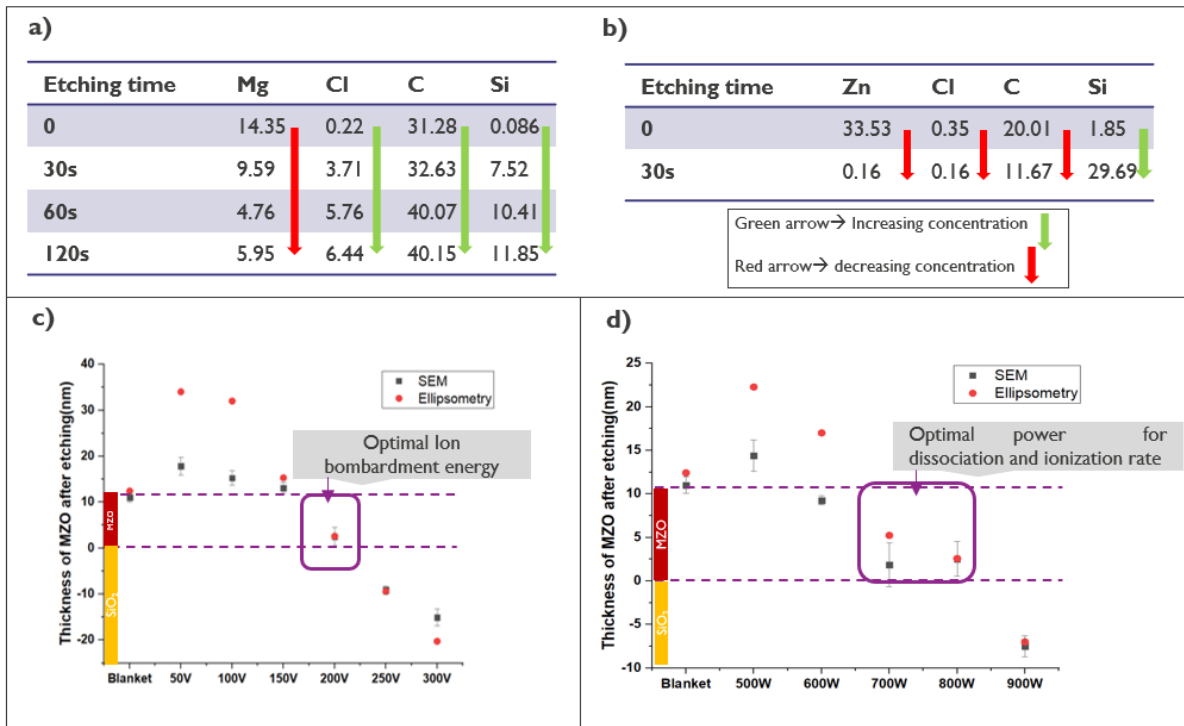 a)
Etching time Mg Cl C Si
0 14.35 0.22 31.28 0.086
30s 9.59 3.71 32.63 7.52
60s 4.76 5.76 40.07 10.41
120s 5.95 6.44 40.15 11.85
b)
Etching time Zn Cl C Si
0 33.53 0.35 20.01 1.85
30s 0.16 0.16 11.67 29.69
Green arrow→ Increasing concentration
Red arrow→ decreasing concentration
c)
Thickness of MZO after etching(nm)
40
30
20
10
0
-10
-20
MZO
SiO₂
SEM
Ellipsometry
Optimal Ion
bombardment energy
Blanket 50V 100V 150V 200V 250V 300V
d)
Thickness of MZO after etching(nm)
25
20
15
10
5
0
-5
-10
MZO
SiO₂
SEM
Ellipsometry
Optimal power for
dissociation and ionization rate
Blanket 500W 600W 700W 800W 900W